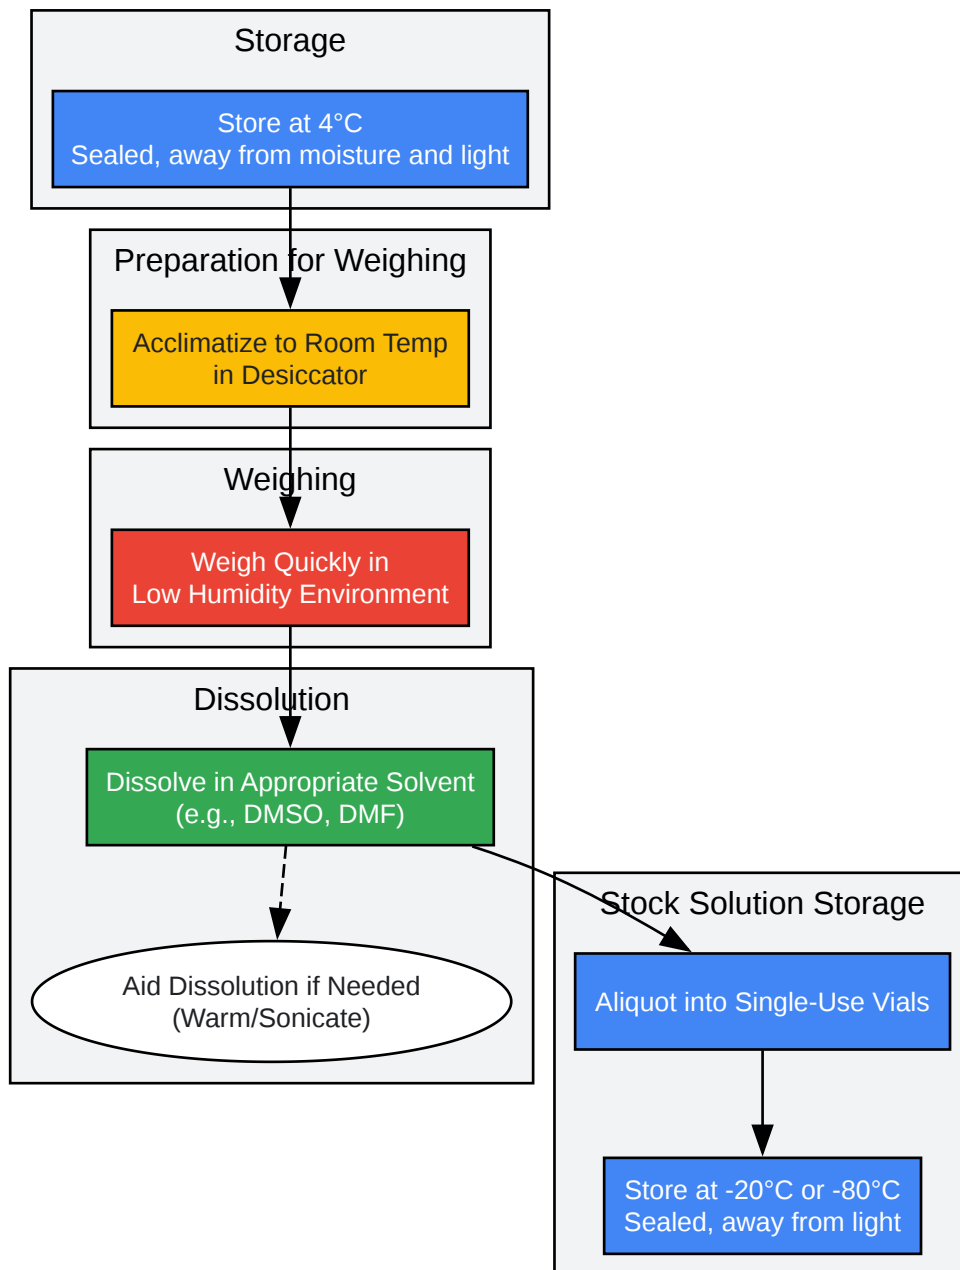 Storage
Store at 4°C
Sealed, away from moisture and light
Preparation for Weighing
Acclimatize to Room Temp
in Desiccator
Weighing
Weigh Quickly in
Low Humidity Environment
Dissolution
Dissolve in Appropriate Solvent
(e.g., DMSO, DMF)
Aid Dissolution if Needed
(Warm/Sonicate)
Stock Solution Storage
Aliquot into Single-Use Vials
Store at -20°C or -80°C
Sealed, away from light